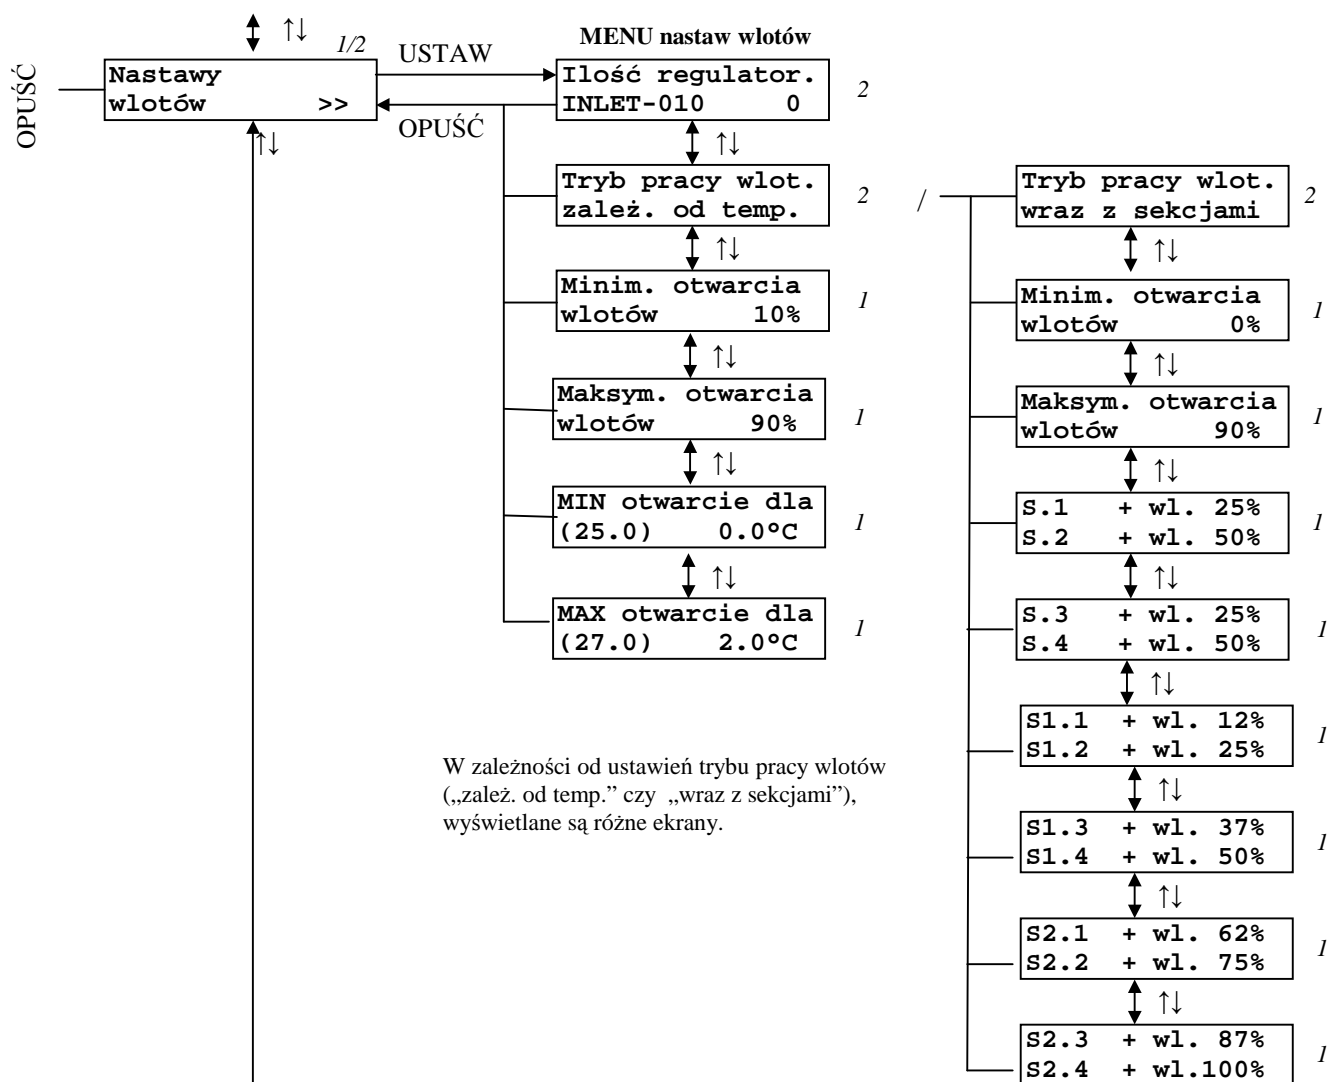 ↑↓
1/2
OPUŚĆ
Nastawy
wlotów >>
USTAW
OPUŚĆ
↑↓
MENU nastaw wlotów
Ilość regulator.
INLET-010 0
2
↑↓
Tryb pracy wlot.
zależ. od temp.
2
↑↓
Minim. otwarcia
wlotów 10%
1
↑↓
Maksym. otwarcia
wlotów 90%
1
↑↓
MIN otwarcie dla
(25.0) 0.0°C
1
↑↓
MAX otwarcie dla
(27.0) 2.0°C
1
/
Tryb pracy wlot.
wraz z sekcjami
2
↑↓
Minim. otwarcia
wlotów 0%
1
↑↓
Maksym. otwarcia
wlotów 90%
1
↑↓
S.1 + wl. 25%
S.2 + wl. 50%
1
↑↓
S.3 + wl. 25%
S.4 + wl. 50%
1
↑↓
S1.1 + wl. 12%
S1.2 + wl. 25%
1
↑↓
S1.3 + wl. 37%
S1.4 + wl. 50%
1
↑↓
S2.1 + wl. 62%
S2.2 + wl. 75%
1
↑↓
S2.3 + wl. 87%
S2.4 + wl.100%
1
W zależności od ustawień trybu pracy wlotów
(„zależ. od temp.” czy „wraz z sekcjami”),
wyświetlane są różne ekrany.